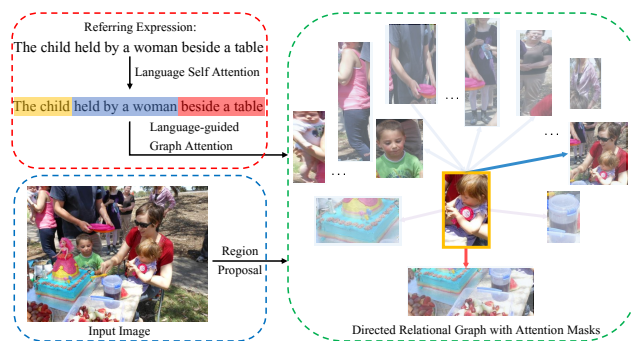 Referring Expression:
The child held by a woman beside a table
Language Self Attention
The child held by a woman beside a table
Language-guided
Graph Attention
Region
Proposal
Input Image
. . .
. . .
. . .
Directed Relational Graph with Attention Masks